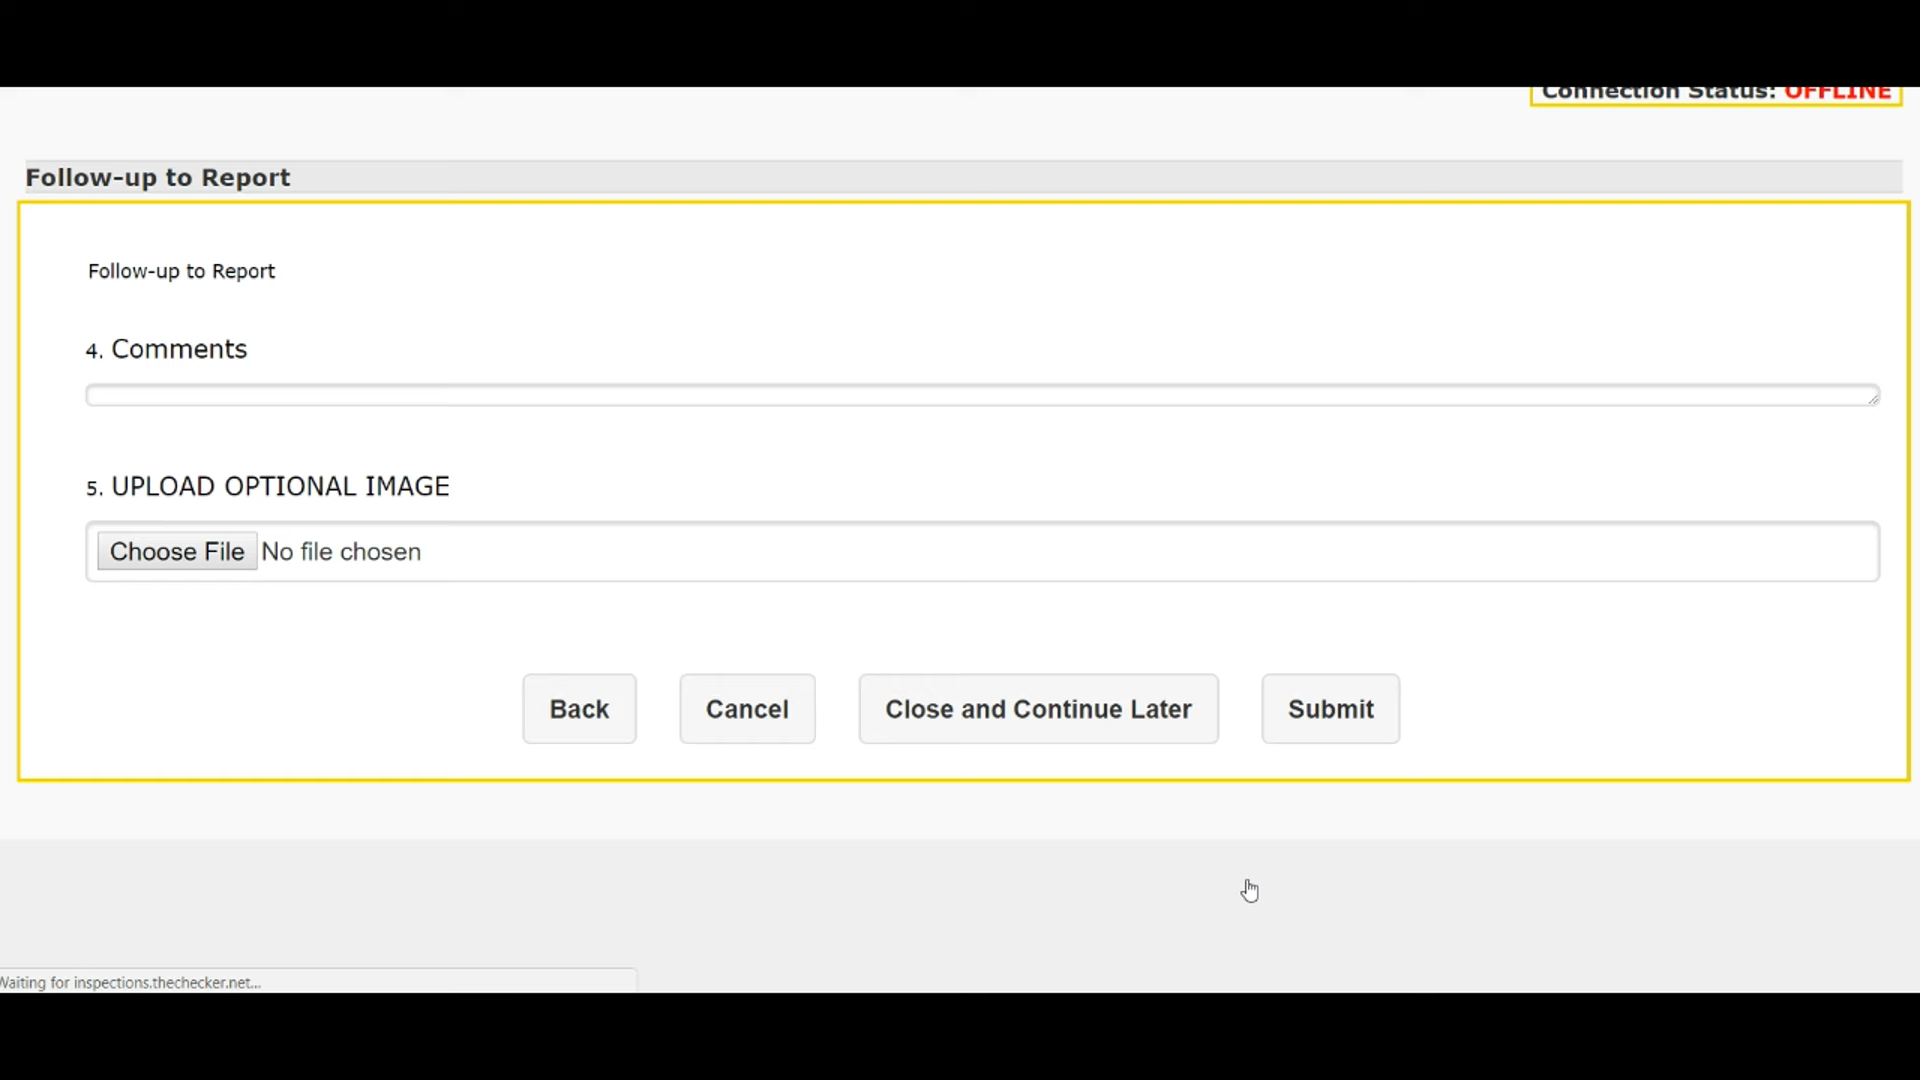 Connection Status: OFFLINE
Follow-up to Report
Follow-up to Report
4. Comments
5. UPLOAD OPTIONAL IMAGE
Choose File No file chosen
Back Cancel Close and Continue Later Submit
Waiting for inspections.thechecker.net...